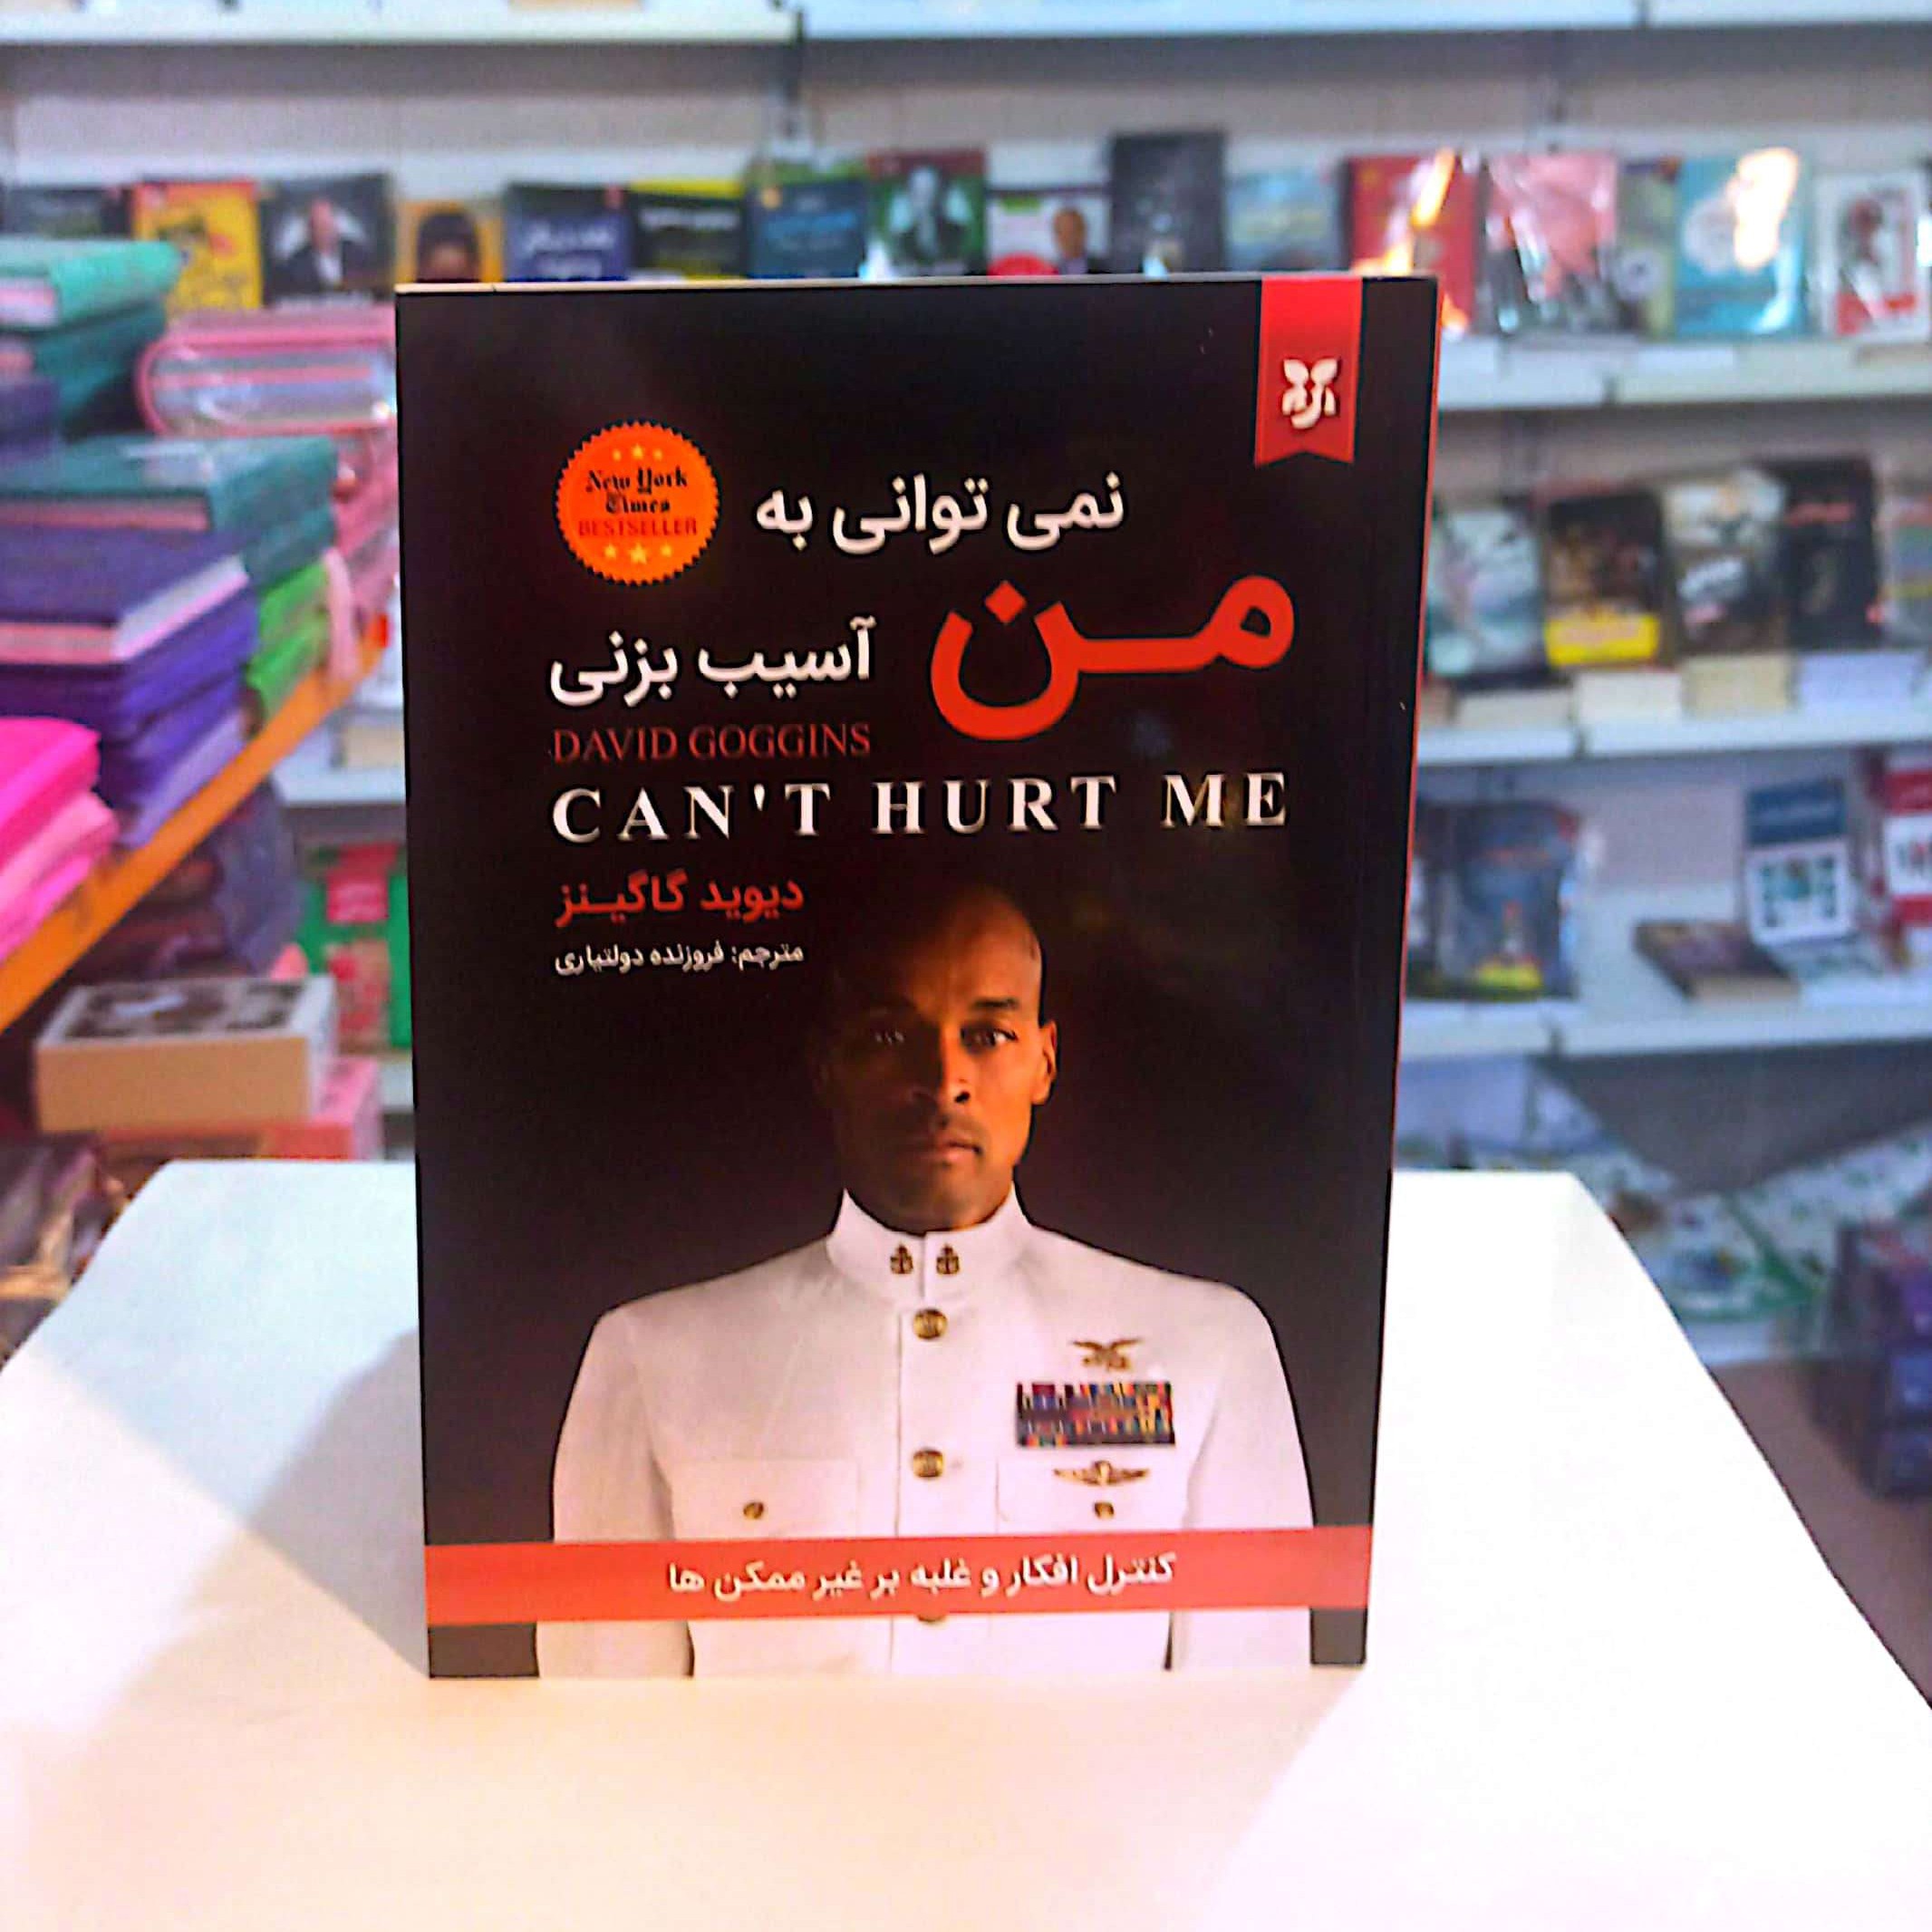 New York
Times
BESTSELLER
نمی توانی به
من
آسیب بزنی
DAVID GOGGINS
CAN'T HURT ME
دیوید گاگینز
مترجم: فروزنده دولتیاری
کنترل افکار و غلبه بر غیر ممکن ها